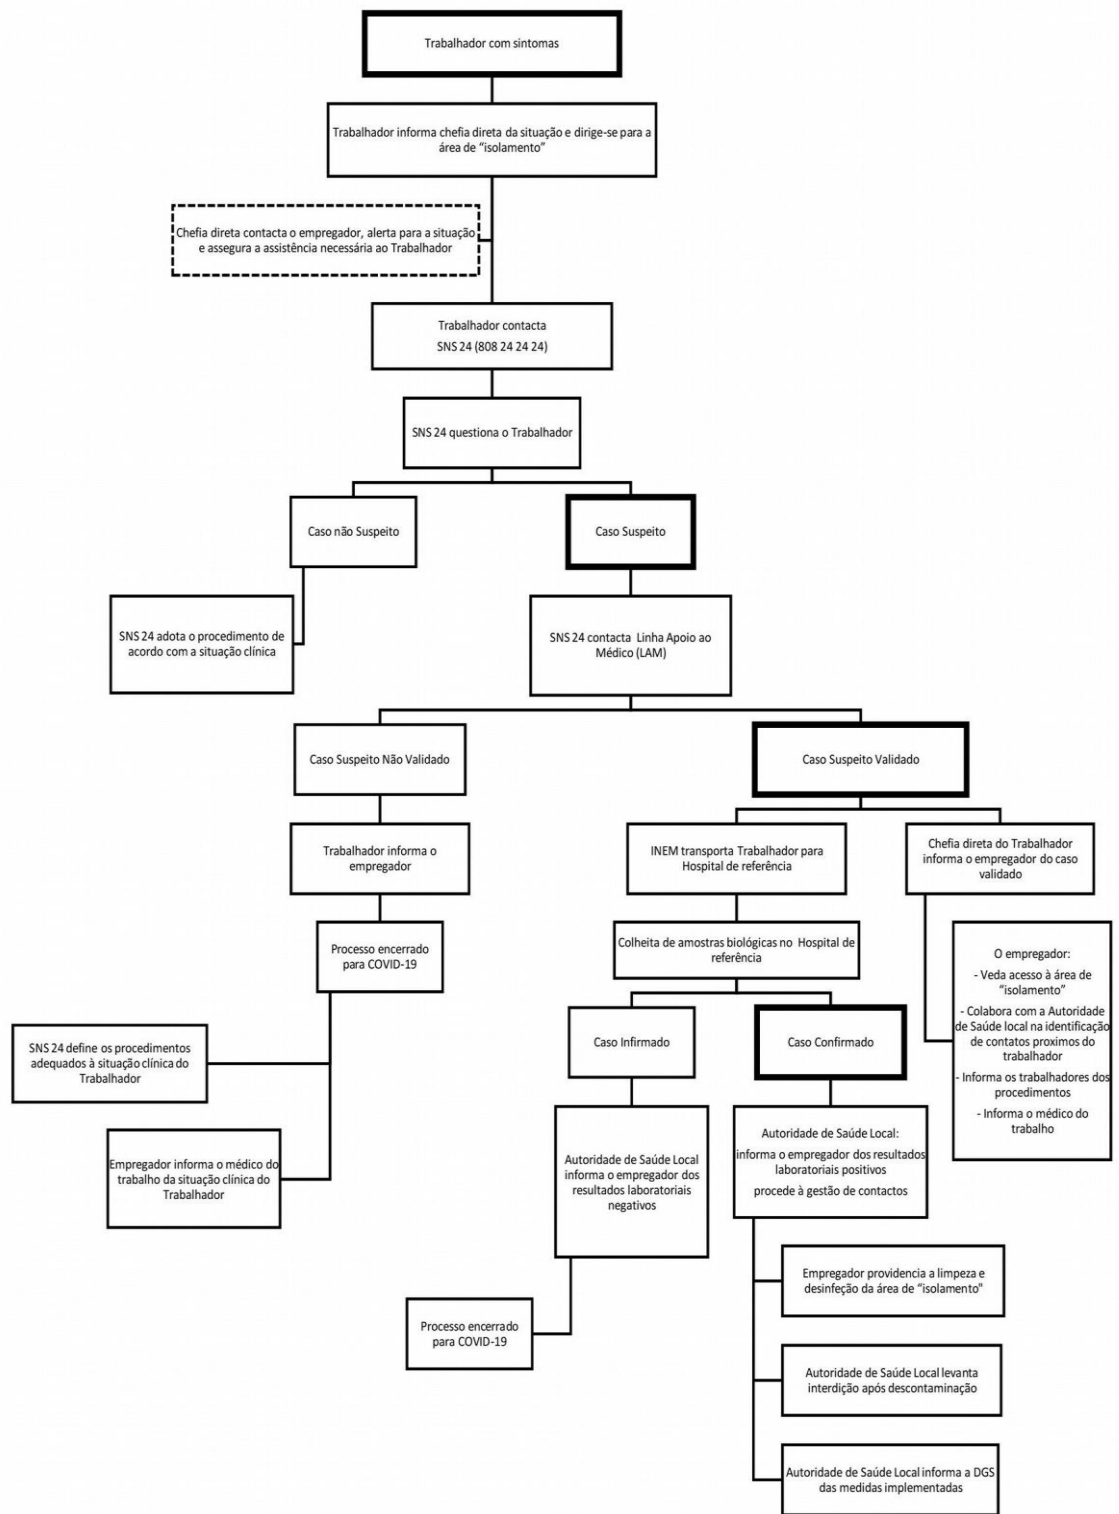 Trabalhador com sintomas
Trabalhador informa chefia direta da situação e dirige-se para a
área de “isolamento”
Chefia direta contacta o empregador, alerta para a situação
e assegura a assistência necessária ao Trabalhador
Trabalhador contacta
SNS 24 (808 24 24 24)
SNS 24 questiona o Trabalhador
Caso não Suspeito
Caso Suspeito
SNS 24 adota o procedimento de
acordo com a situação clínica
SNS 24 contacta Linha Apoio ao
Médico (LAM)
Caso Suspeito Não Validado
Caso Suspeito Validado
Trabalhador informa o
empregador
INEM transporta Trabalhador para
Hospital de referência
Chefia direta do Trabalhador
informa o empregador do caso
validado
Processo encerrado
para COVID-19
Colheita de amostras biológicas no Hospital de
referência
O empregador:
- Veda acesso à área de
“isolamento”
- Colabora com a Autoridade
de Saúde local na identificação
de contatos proximos do
trabalhador
- Informa os trabalhadores dos
procedimentos
- Informa o médico do
trabalho
SNS 24 define os procedimentos
adequados à situação clínica do
Trabalhador
Caso Infirmado
Caso Confirmado
Empregador informa o médico do
trabalho da situação clínica do
Trabalhador
Autoridade de Saúde Local
informa o empregador dos
resultados laboratoriais
negativos
Autoridade de Saúde Local:
informa o empregador dos resultados
laboratoriais positivos
procede à gestão de contactos
Processo encerrado
para COVID-19
Empregador providencia a limpeza e
desinfeção da área de “isolamento"
Autoridade de Saúde Local levanta
interdição após descontaminação
Autoridade de Saúde Local informa a DGS
das medidas implementadas